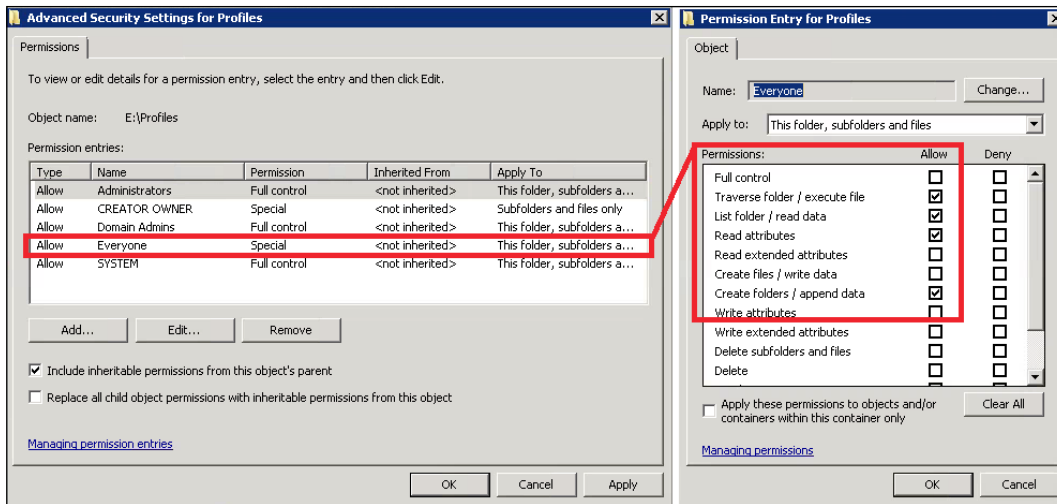 Advanced Security Settings for Profiles
Permissions
To view or edit details for a permission entry, select the entry and then click Edit.
Object name: E:\Profiles
Permission entries:
Type Name Permission Inherited From Apply To
Allow Administrators Full control <not inherited> This folder, subfolders a...
Allow CREATOR OWNER Special <not inherited> Subfolders and files only
Allow Domain Admins Full control <not inherited> This folder, subfolders a...
Allow Everyone Special <not inherited> This folder, subfolders a...
Allow SYSTEM Full control <not inherited> This folder, subfolders a...
Add... Edit... Remove
Include inheritable permissions from this object's parent
Replace all child object permissions with inheritable permissions from this object
Managing permission entries
OK Cancel Apply
Permission Entry for Profiles
Object
Name: Everyone Change...
Apply to: This folder, subfolders and files
Permissions: Allow Deny
Full control
Traverse folder / execute file
List folder / read data
Read attributes
Read extended attributes
Create files / write data
Create folders / append data
Write attributes
Write extended attributes
Delete subfolders and files
Delete
Apply these permissions to objects and/or
containers within this container only
Clear All
Managing permissions
OK Cancel